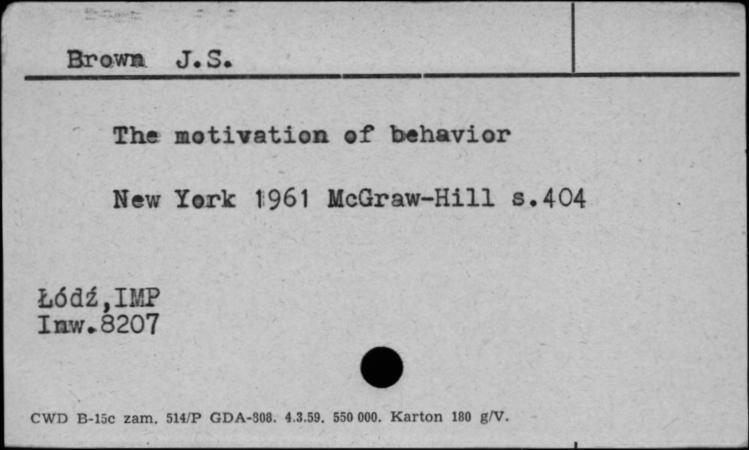 Brown J.S.
The motivation of behavior
New York 1961 McGraw-Hill s.404
Łódź,IMP
Inw.8207
CWD B-15c zam. 514/P GDA-808. 4.3.59. 550 000. Karton 180 g/V.